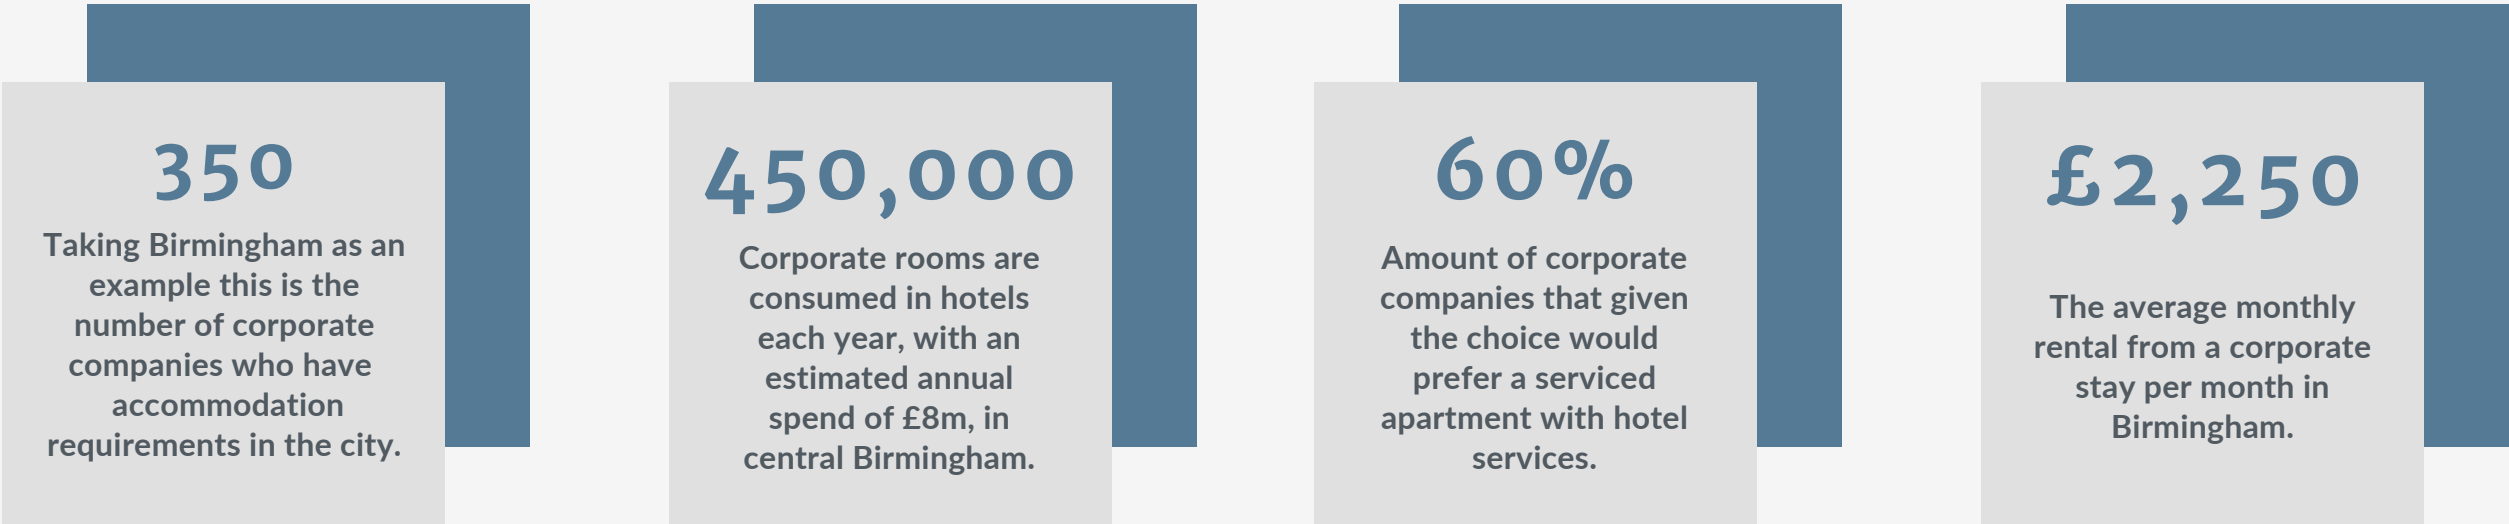 350
Taking Birmingham as an
example this is the
number of corporate
companies who have
accommodation
requirements in the city.
450,000
Corporate rooms are
consumed in hotels
each year, with an
estimated annual
spend of £8m, in
central Birmingham.
60%
Amount of corporate
companies that given
the choice would
prefer a serviced
apartment with hotel
services.
£2,250
The average monthly
rental from a corporate
stay per month in
Birmingham.